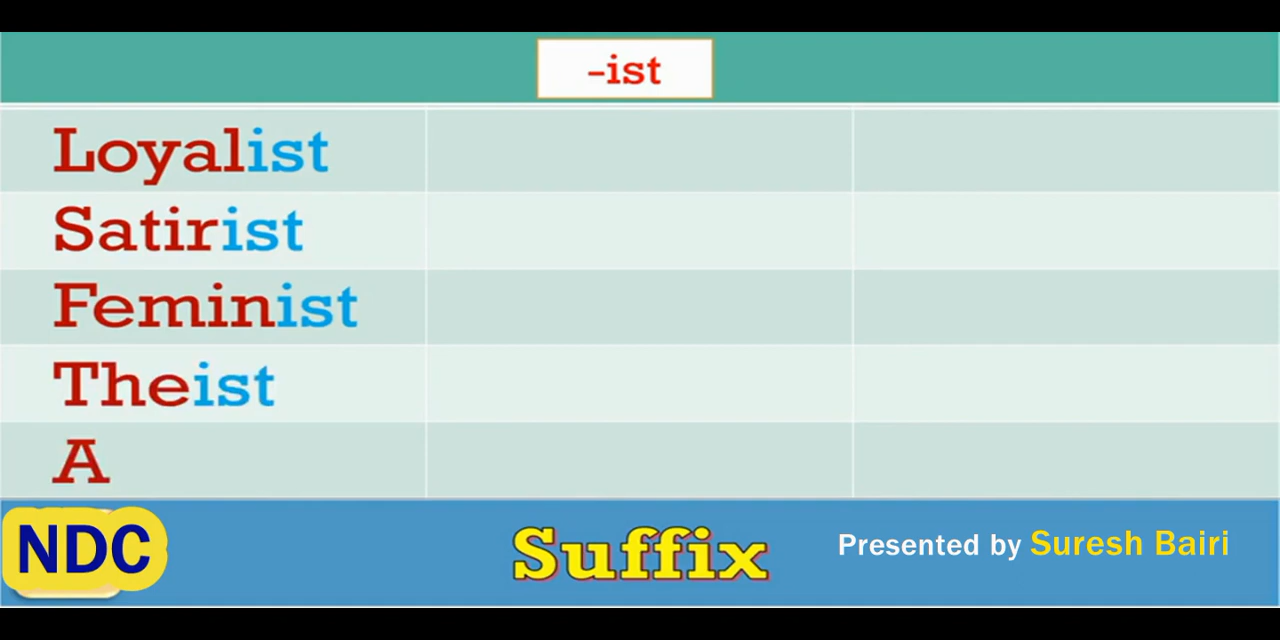 -ist
Loyalist
Satirist
Feminist
Theist
A
NDC
Suffix
Presented by Suresh Bairi